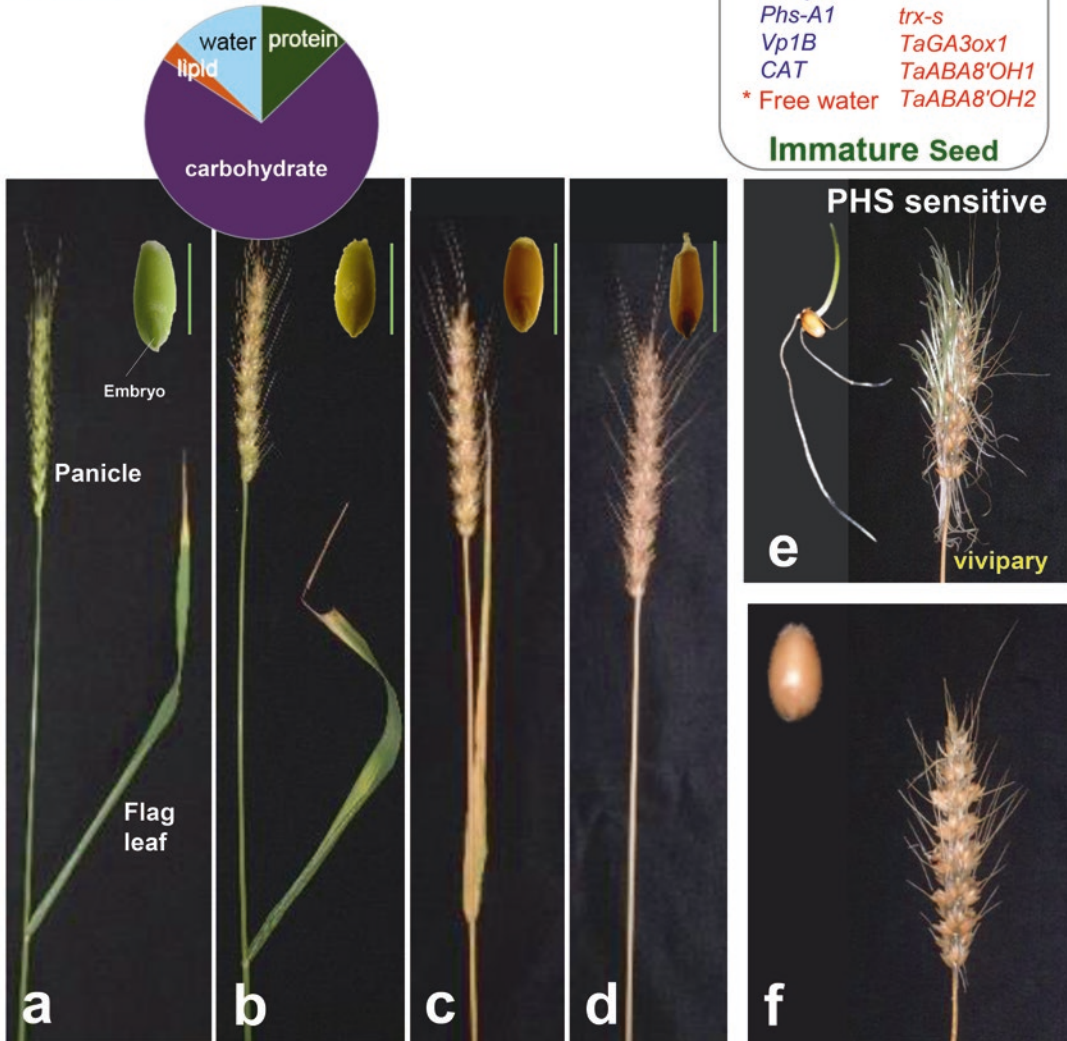 water protein
lipid
carbohydrate
Phs-A1 trx-s
Vp1B TaGA3ox1
CAT TaABA8'OH1
* Free water TaABA8'OH2
Immature Seed
Embryo
Panicle
Flag
leaf
a
b
c
d
PHS sensitive
e
vivipary
f